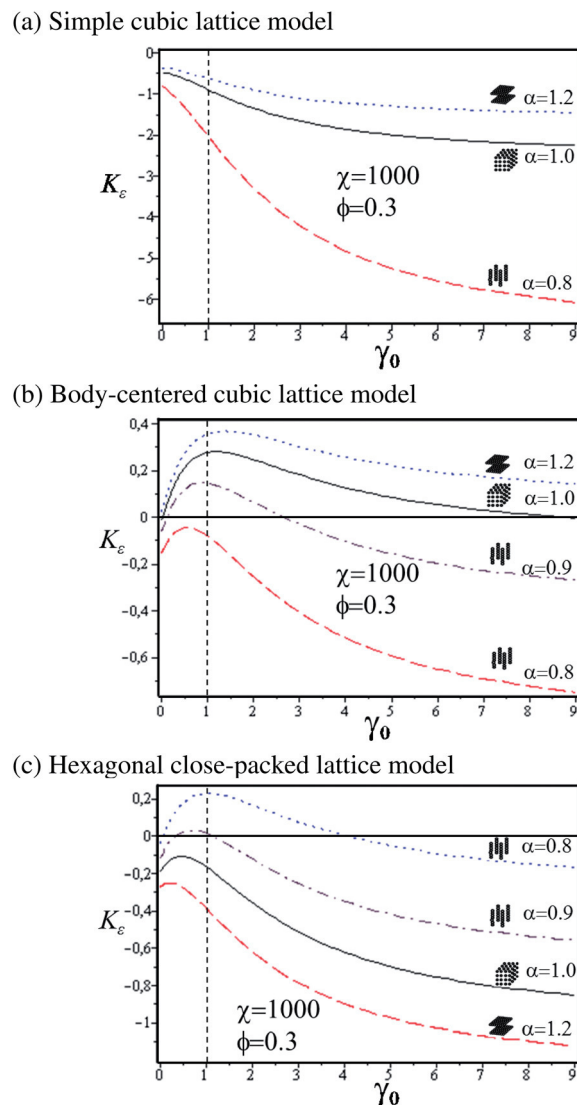 (a) Simple cubic lattice model
0
-1
-2
-3
-4
-5
-6
Kε
α=1.2
α=1.0
χ=1000
ϕ=0.3
α=0.8
0 1 2 3 4 5 6 7 8 9
γ0
(b) Body-centered cubic lattice model
0,4
0,2
0
-0,2
-0,4
-0,6
Kε
α=1.2
α=1.0
α=0.9
χ=1000
ϕ=0.3
α=0.8
0 1 2 3 4 5 6 7 8 9
γ0
(c) Hexagonal close-packed lattice model
0,2
0
-0,2
-0,4
-0,6
-0,8
-1
Kε
α=0.8
α=0.9
α=1.0
χ=1000
ϕ=0.3
α=1.2
0 1 2 3 4 5 6 7 8 9
γ0